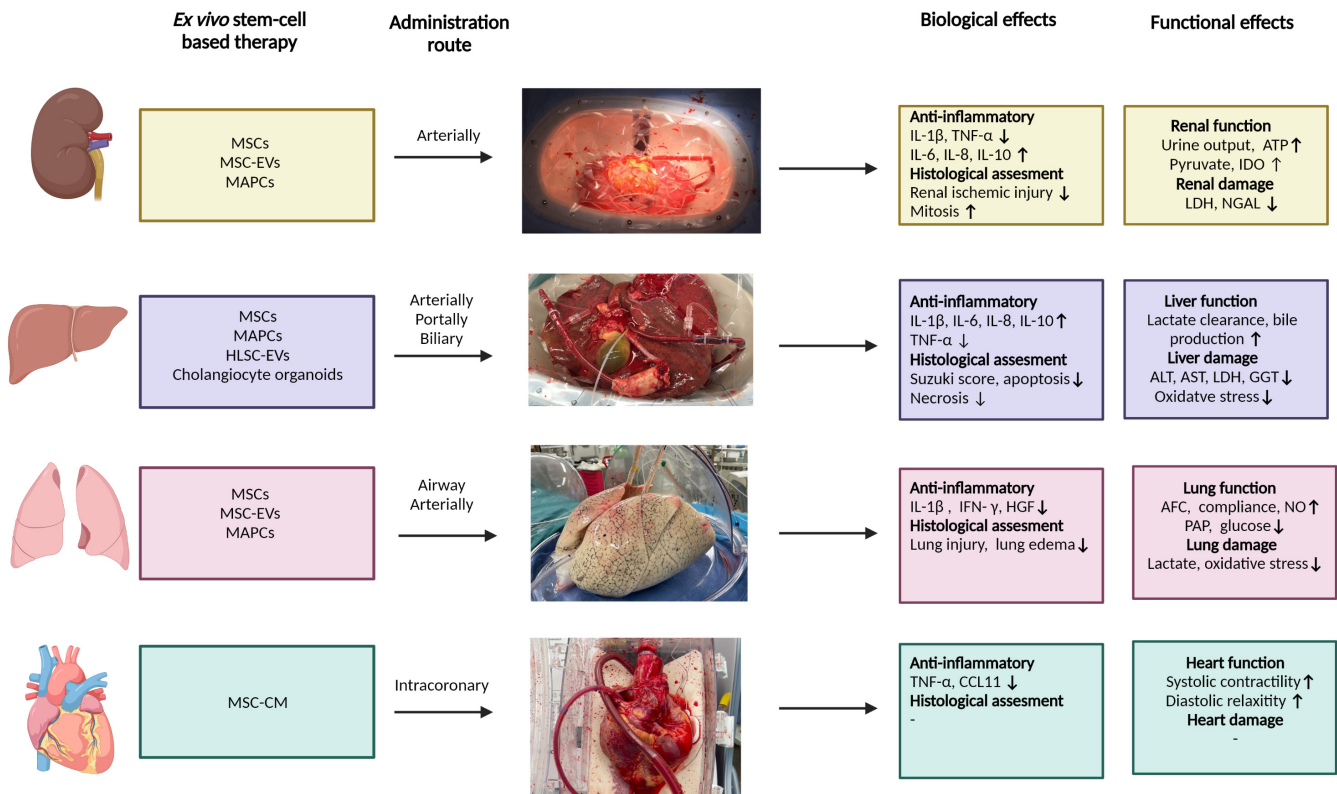 Ex vivo stem-cell
based therapy
Administration
route
Biological effects
Functional effects
MSCs
MSC-EVs
MAPCs
Arterially
Anti-inflammatory
IL-1β, TNF-α ↓
IL-6, IL-8, IL-10 ↑
Histological assesment
Renal ischemic injury ↓
Mitosis ↑
Renal function
Urine output, ATP ↑
Pyruvate, IDO ↑
Renal damage
LDH, NGAL ↓
MSCs
MAPCs
HLSC-EVs
Cholangiocyte organoids
Arterially
Portally
Biliary
Anti-inflammatory
IL-1β, IL-6, IL-8, IL-10 ↑
TNF-α ↓
Histological assesment
Suzuki score, apoptosis ↓
Necrosis ↓
Liver function
Lactate clearance, bile
production ↑
Liver damage
ALT, AST, LDH, GGT ↓
Oxidatve stress ↓
MSCs
MSC-EVs
MAPCs
Airway
Arterially
Anti-inflammatory
IL-1β , IFN- γ, HGF ↓
Histological assesment
Lung injury, lung edema ↓
Lung function
AFC, compliance, NO ↑
PAP, glucose ↓
Lung damage
Lactate, oxidative stress ↓
MSC-CM
Intracoronary
Anti-inflammatory
TNF-α, CCL11 ↓
Histological assesment
-
Heart function
Systolic contractility ↑
Diastolic relaxitity ↑
Heart damage
-